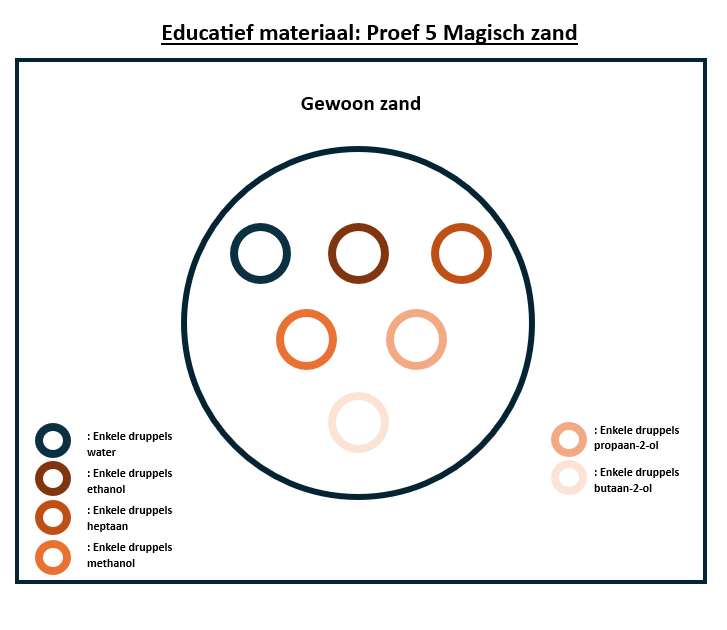 Educatief materiaal: Proef 5 Magisch zand
Gewoon zand
: Enkele druppels
water
: Enkele druppels
ethanol
: Enkele druppels
heptaan
: Enkele druppels
methanol
: Enkele druppels
propaan-2-ol
: Enkele druppels
butaan-2-ol